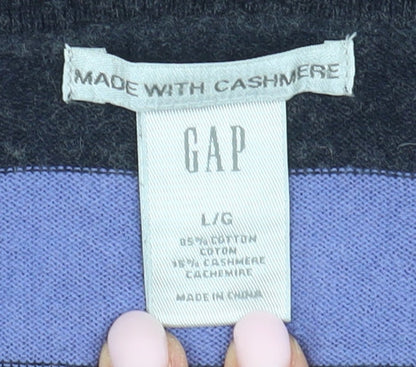 MADE WITH CASHMERE
GAP
L/G
85% COTTON
COTON
15% CASHMERE
CACHEMIRE
MADE IN CHINA